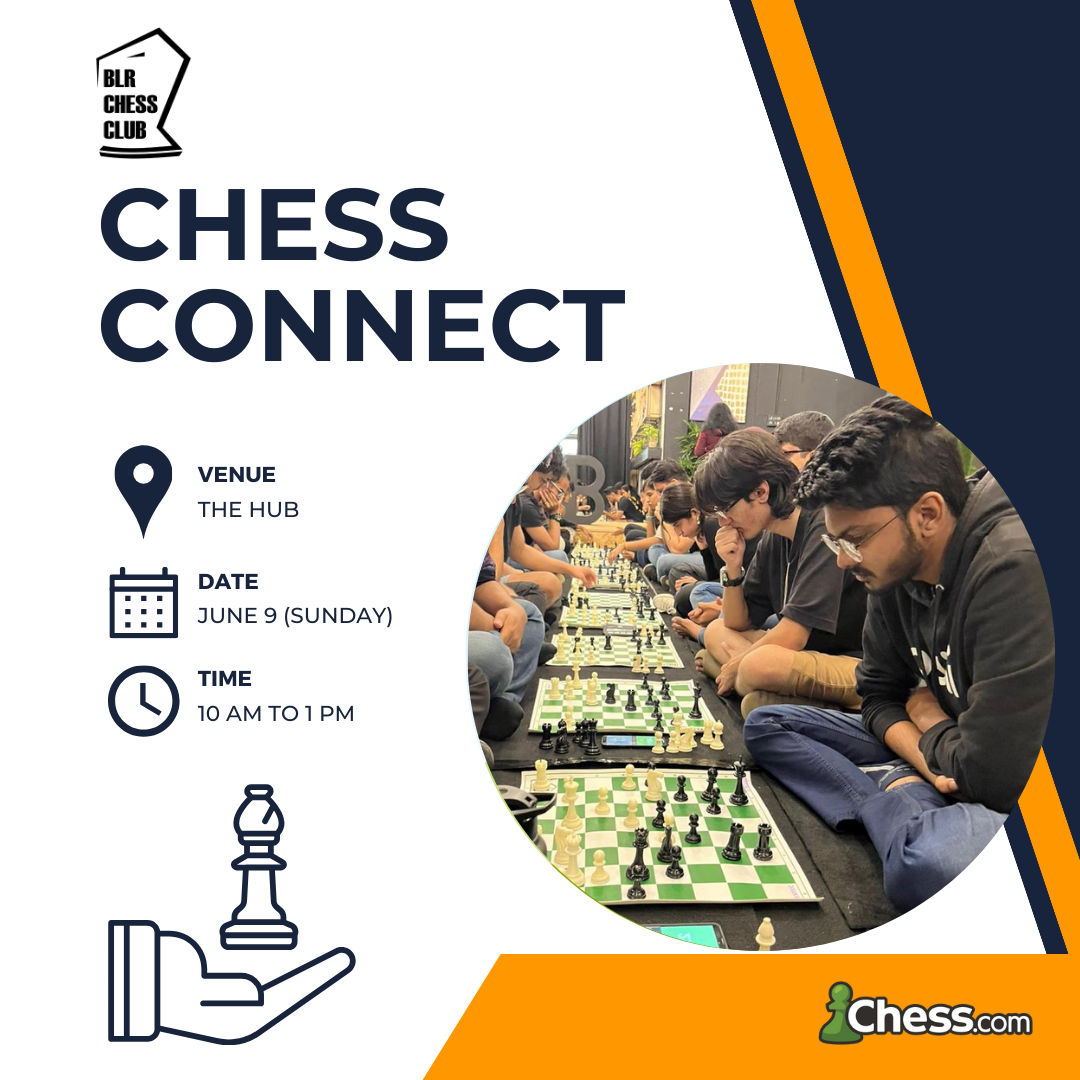 BLR
CHESS
CLUB
CHESS
CONNECT
VENUE
THE HUB
DATE
JUNE 9 (SUNDAY)
TIME
10 AM TO 1 PM
B
Chess.com